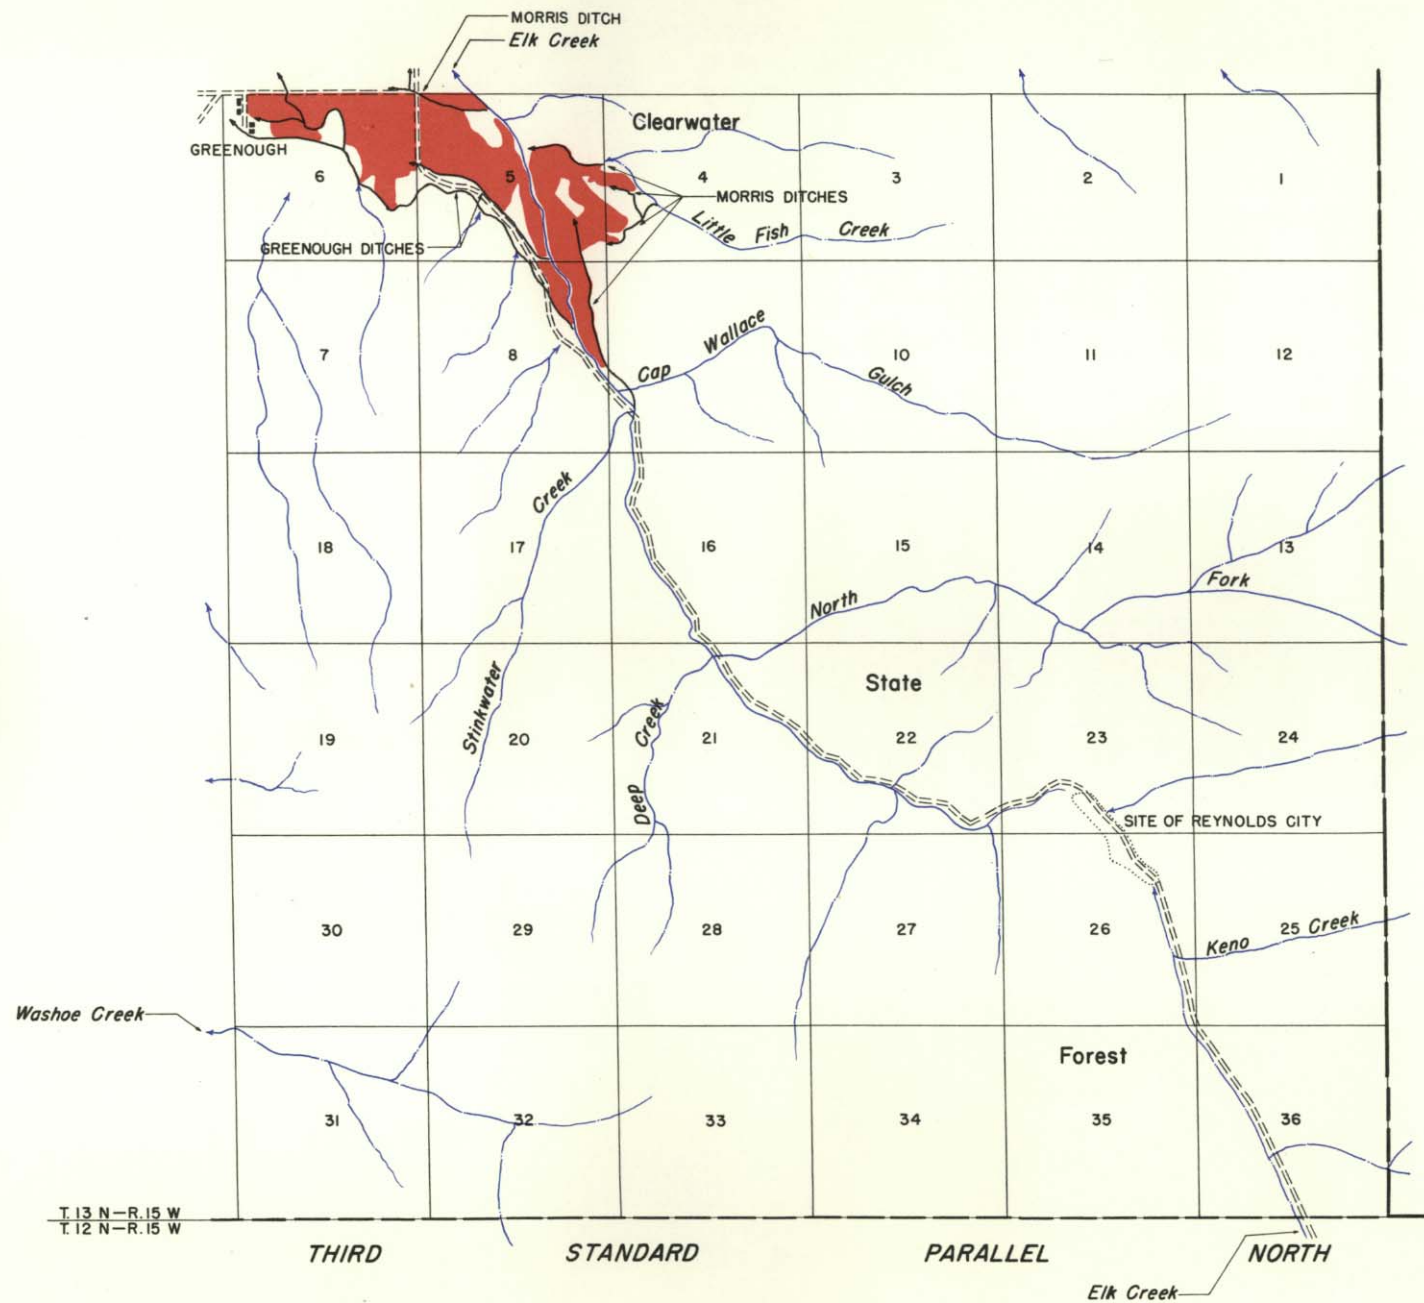 MORRIS DITCH
Elk Creek
Clearwater
GREENOUGH
6
5
4
3
2
1
MORRIS DITCHES
Little Fish Creek
GREENOUGH DITCHES
Cap Wallace Gulch
7
8
10
11
12
Creek
18
17
16
15
14
13
North Fork
Stinkwater
State
Creek
19
20
21
22
23
24
Deep
SITE OF REYNOLDS CITY
30
29
28
27
26
25
Keno Creek
Washoe Creek
Forest
31
32
33
34
35
36
T. 13 N—R. 15 W
T. 12 N—R. 15 W
THIRD STANDARD PARALLEL NORTH
Elk Creek